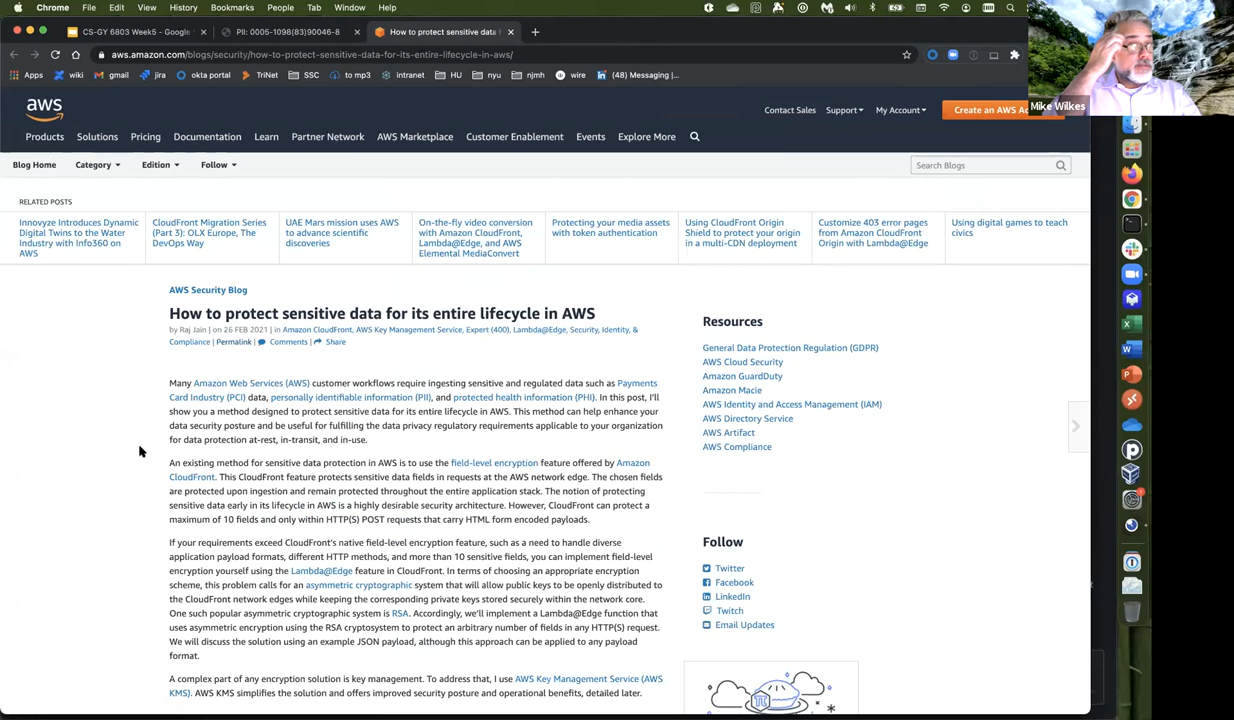 Chrome File Edit View History Bookmarks People Tab Window Help
CS-GY 6803 Week5 - Google
PII: 0005-1098(83)90046-8
How to protect sensitive data
aws.amazon.com/blogs/security/how-to-protect-sensitive-data-for-its-entire-lifecycle-in-aws/
Apps wiki gmail jira okta portal TriNet SSC to mp3 intranet HU nyu njmh wire (48) Messaging |...
Mike Wilkes
aws
Contact Sales Support My Account Create an AWS
Products Solutions Pricing Documentation Learn Partner Network AWS Marketplace Customer Enablement Events Explore More
Blog Home Category Edition Follow Search Blogs
RELATED POSTS
Innovyze Introduces Dynamic
Digital Twins to the Water
Industry with Info360 on
AWS
CloudFront Migration Series
(Part 3): OLX Europe, The
DevOps Way
UAE Mars mission uses AWS
to advance scientific
discoveries
On-the-fly video conversion
with Amazon CloudFront,
Lambda@Edge, and AWS
Elemental MediaConvert
Protecting your media assets
with token authentication
Using CloudFront Origin
Shield to protect your origin
in a multi-CDN deployment
Customize 403 error pages
from Amazon CloudFront
Origin with Lambda@Edge
Using digital games to teach
civics
AWS Security Blog
How to protect sensitive data for its entire lifecycle in AWS
by Raj Jain | on 26 FEB 2021 | in Amazon CloudFront, AWS Key Management Service, Expert (400), Lambda@Edge, Security, Identity, &
Compliance | Permalink | Comments | Share
Many Amazon Web Services (AWS) customer workflows require ingesting sensitive and regulated data such as Payments
Card Industry (PCI) data, personally identifiable information (PII), and protected health information (PHI). In this post, I'll
show you a method designed to protect sensitive data for its entire lifecycle in AWS. This method can help enhance your
data security posture and be useful for fulfilling the data privacy regulatory requirements applicable to your organization
for data protection at-rest, in-transit, and in-use.
An existing method for sensitive data protection in AWS is to use the field-level encryption feature offered by Amazon
CloudFront. This CloudFront feature protects sensitive data fields in requests at the AWS network edge. The chosen fields
are protected upon ingestion and remain protected throughout the entire application stack. The notion of protecting
sensitive data early in its lifecycle in AWS is a highly desirable security architecture. However, CloudFront can protect a
maximum of 10 fields and only within HTTP(S) POST requests that carry HTML form encoded payloads.
If your requirements exceed CloudFront's native field-level encryption feature, such as a need to handle diverse
application payload formats, different HTTP methods, and more than 10 sensitive fields, you can implement field-level
encryption yourself using the Lambda@Edge feature in CloudFront. In terms of choosing an appropriate encryption
scheme, this problem calls for an asymmetric cryptographic system that will allow public keys to be openly distributed to
the CloudFront network edges while keeping the corresponding private keys stored securely within the network core.
One such popular asymmetric cryptographic system is RSA. Accordingly, we'll implement a Lambda@Edge function that
uses asymmetric encryption using the RSA cryptosystem to protect an arbitrary number of fields in any HTTP(S) request.
We will discuss the solution using an example JSON payload, although this approach can be applied to any payload
format.
A complex part of any encryption solution is key management. To address that, I use AWS Key Management Service (AWS
KMS). AWS KMS simplifies the solution and offers improved security posture and operational benefits, detailed later.
Resources
General Data Protection Regulation (GDPR)
AWS Cloud Security
Amazon GuardDuty
Amazon Macie
AWS Identity and Access Management (IAM)
AWS Directory Service
AWS Artifact
AWS Compliance
Follow
Twitter
Facebook
LinkedIn
Twitch
Email Updates